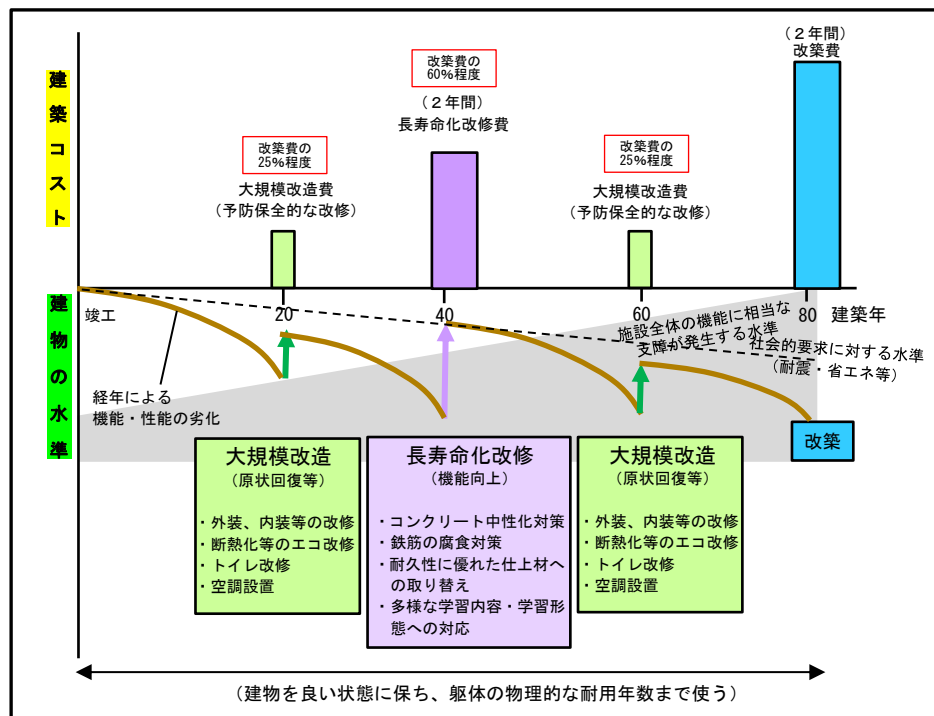 建築コスト
(2年間)
改築費
改築費の
60%程度
(2年間)
長寿命化改修費
改築費の
25%程度
大規模改造費
(予防保全的な改修)
改築費の
25%程度
大規模改造費
(予防保全的な改修)
建物の水準
竣工
20
40
60
80
建築年
施設全体の機能に相当な
支障が発生する水準
社会的要求に対する水準
(耐震・省エネ等)
経年による
機能・性能の劣化
改築
大規模改造
(原状回復等)
・外装、内装等の改修
・断熱化等のエコ改修
・トイレ改修
・空調設置
長寿命化改修
(機能向上)
・コンクリート中性化対策
・鉄筋の腐食対策
・耐久性に優れた仕上材へ
の取り替え
・多様な学習内容・学習形
態への対応
大規模改造
(原状回復等)
・外装、内装等の改修
・断熱化等のエコ改修
・トイレ改修
・空調設置
(建物を良い状態に保ち、躯体の物理的な耐用年数まで使う)